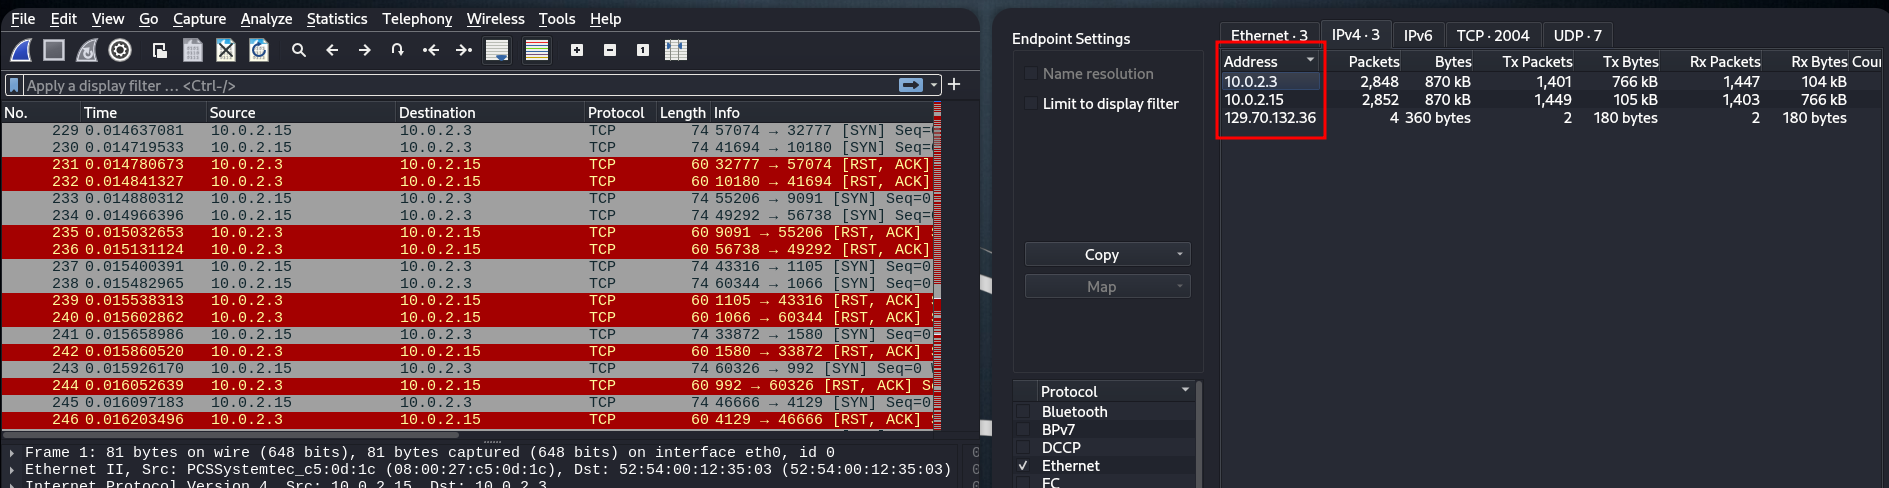 File Edit View Go Capture Analyze Statistics Telephony Wireless Tools Help
Apply a display filter ... <Ctrl-/>
No. Time Source Destination Protocol Length Info
229 0.014637081 10.0.2.15 10.0.2.3 TCP 74 57074 → 32777 [SYN] Seq=0
230 0.014719533 10.0.2.15 10.0.2.3 TCP 74 41694 → 10180 [SYN] Seq=
231 0.014780673 10.0.2.3 10.0.2.15 TCP 60 32777 → 57074 [RST, ACK]
232 0.014841327 10.0.2.3 10.0.2.15 TCP 60 10180 → 41694 [RST, ACK]
233 0.014880312 10.0.2.15 10.0.2.3 TCP 74 55206 → 9091 [SYN] Seq=0
234 0.014966396 10.0.2.15 10.0.2.3 TCP 74 49292 → 56738 [SYN] Seq=
235 0.015032653 10.0.2.3 10.0.2.15 TCP 60 9091 → 55206 [RST, ACK]
236 0.015131124 10.0.2.3 10.0.2.15 TCP 60 56738 → 49292 [RST, ACK]
237 0.015400391 10.0.2.15 10.0.2.3 TCP 74 43316 → 1105 [SYN] Seq=0
238 0.015482965 10.0.2.15 10.0.2.3 TCP 74 60344 → 1066 [SYN] Seq=0
239 0.015538313 10.0.2.3 10.0.2.15 TCP 60 1105 → 43316 [RST, ACK]
240 0.015602862 10.0.2.3 10.0.2.15 TCP 60 1066 → 60344 [RST, ACK]
241 0.015658986 10.0.2.15 10.0.2.3 TCP 74 33872 → 1580 [SYN] Seq=0
242 0.015860520 10.0.2.3 10.0.2.15 TCP 60 1580 → 33872 [RST, ACK]
243 0.015926170 10.0.2.15 10.0.2.3 TCP 74 60326 → 992 [SYN] Seq=0
244 0.016052639 10.0.2.3 10.0.2.15 TCP 60 992 → 60326 [RST, ACK] S
245 0.016097183 10.0.2.15 10.0.2.3 TCP 74 46666 → 4129 [SYN] Seq=0
246 0.016203496 10.0.2.3 10.0.2.15 TCP 60 4129 → 46666 [RST, ACK]
Frame 1: 81 bytes on wire (648 bits), 81 bytes captured (648 bits) on interface eth0, id 0
Ethernet II, Src: PCSSystemtec_c5:0d:1c (08:00:27:c5:0d:1c), Dst: 52:54:00:12:35:03 (52:54:00:12:35:03)
Internet Protocol Version 4, Src: 10.0.2.15, Dst: 10.0.2.3
Endpoint Settings
Name resolution
Limit to display filter
Copy
Map
Protocol
Bluetooth
BPv7
DCCP
Ethernet
FC
Ethernet · 3 IPv4 · 3 IPv6 TCP · 2004 UDP · 7
Address Packets Bytes Tx Packets Tx Bytes Rx Packets Rx Bytes Cour
10.0.2.3 2,848 870 kB 1,401 766 kB 1,447 104 kB
10.0.2.15 2,852 870 kB 1,449 105 kB 1,403 766 kB
129.70.132.36 4 360 bytes 2 180 bytes 2 180 bytes